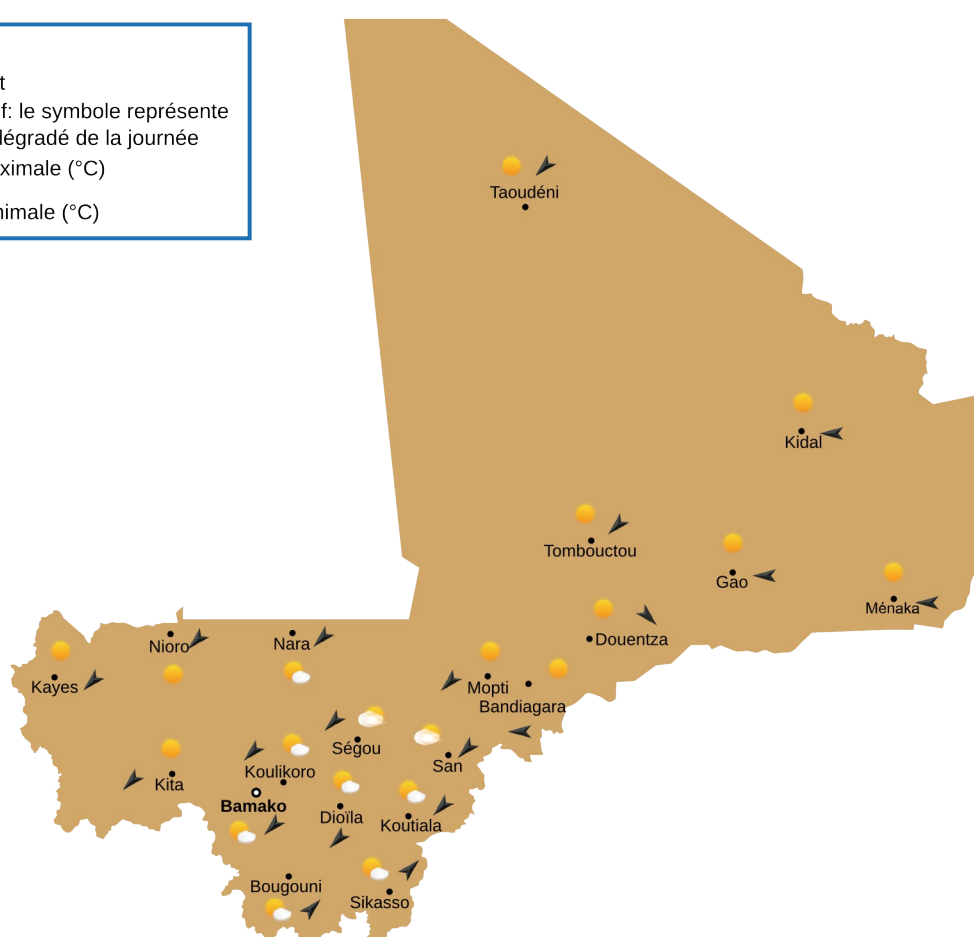 t
f: le symbole représente
dégradé de la journée
ximale (°C)
nimale (°C)
Taoudéni
Kidal
Tombouctou
Gao
Ménaka
Douentza
Nioro
Nara
Kayes
Mopti
Bandiagara
Ségou
San
Koulikoro
Kita
Bamako
Dioïla
Koutiala
Bougouni
Sikasso